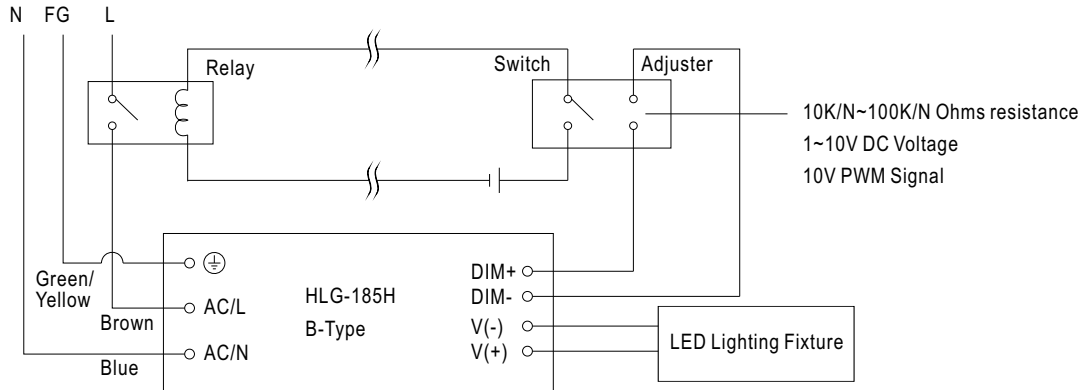 N FG L
Relay
Switch
Adjuster
10K/N~100K/N Ohms resistance
1~10V DC Voltage
10V PWM Signal
Green/
Yellow
Brown
Blue
AC/L
AC/N
HLG-185H
B-Type
DIM+
DIM-
V(-)
V(+)
LED Lighting Fixture